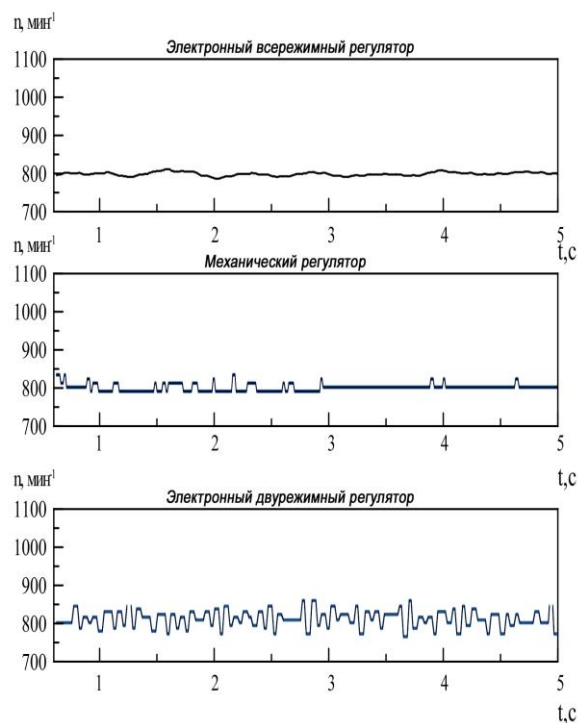 n, мин-1
Электронный всережимный регулятор
1100
1000
900
800
700
1 2 3 4 5
t,c
n, мин-1
Механический регулятор
1100
1000
900
800
700
1 2 3 4 5
t,c
n, мин-1
Электронный двурежимный регулятор
1100
1000
900
800
700
1 2 3 4 5
t,c